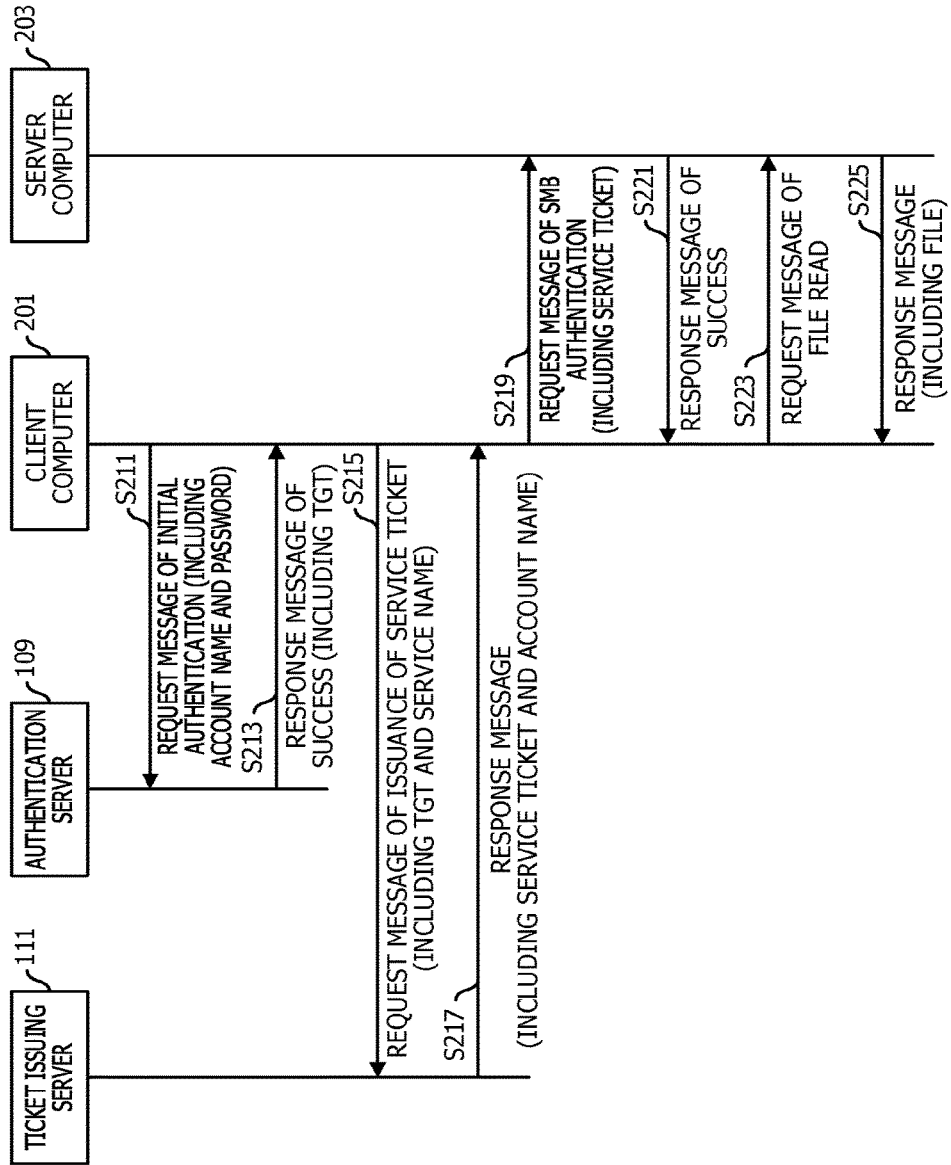 TICKET ISSUING
SERVER
111
AUTHENTICATION
SERVER
109
CLIENT
COMPUTER
201
SERVER
COMPUTER
203
S211
REQUEST MESSAGE OF INITIAL
AUTHENTICATION (INCLUDING
ACCOUNT NAME AND PASSWORD)
S213
RESPONSE MESSAGE OF
SUCCESS (INCLUDING TGT)
S215
REQUEST MESSAGE OF ISSUANCE OF SERVICE TICKET
(INCLUDING TGT AND SERVICE NAME)
S217
RESPONSE MESSAGE
(INCLUDING SERVICE TICKET AND ACCOUNT NAME)
S219
REQUEST MESSAGE OF SMB
AUTHENTICATION
(INCLUDING SERVICE TICKET)
S221
RESPONSE MESSAGE OF
SUCCESS
S223
REQUEST MESSAGE OF
FILE READ
S225
RESPONSE MESSAGE
(INCLUDING FILE)